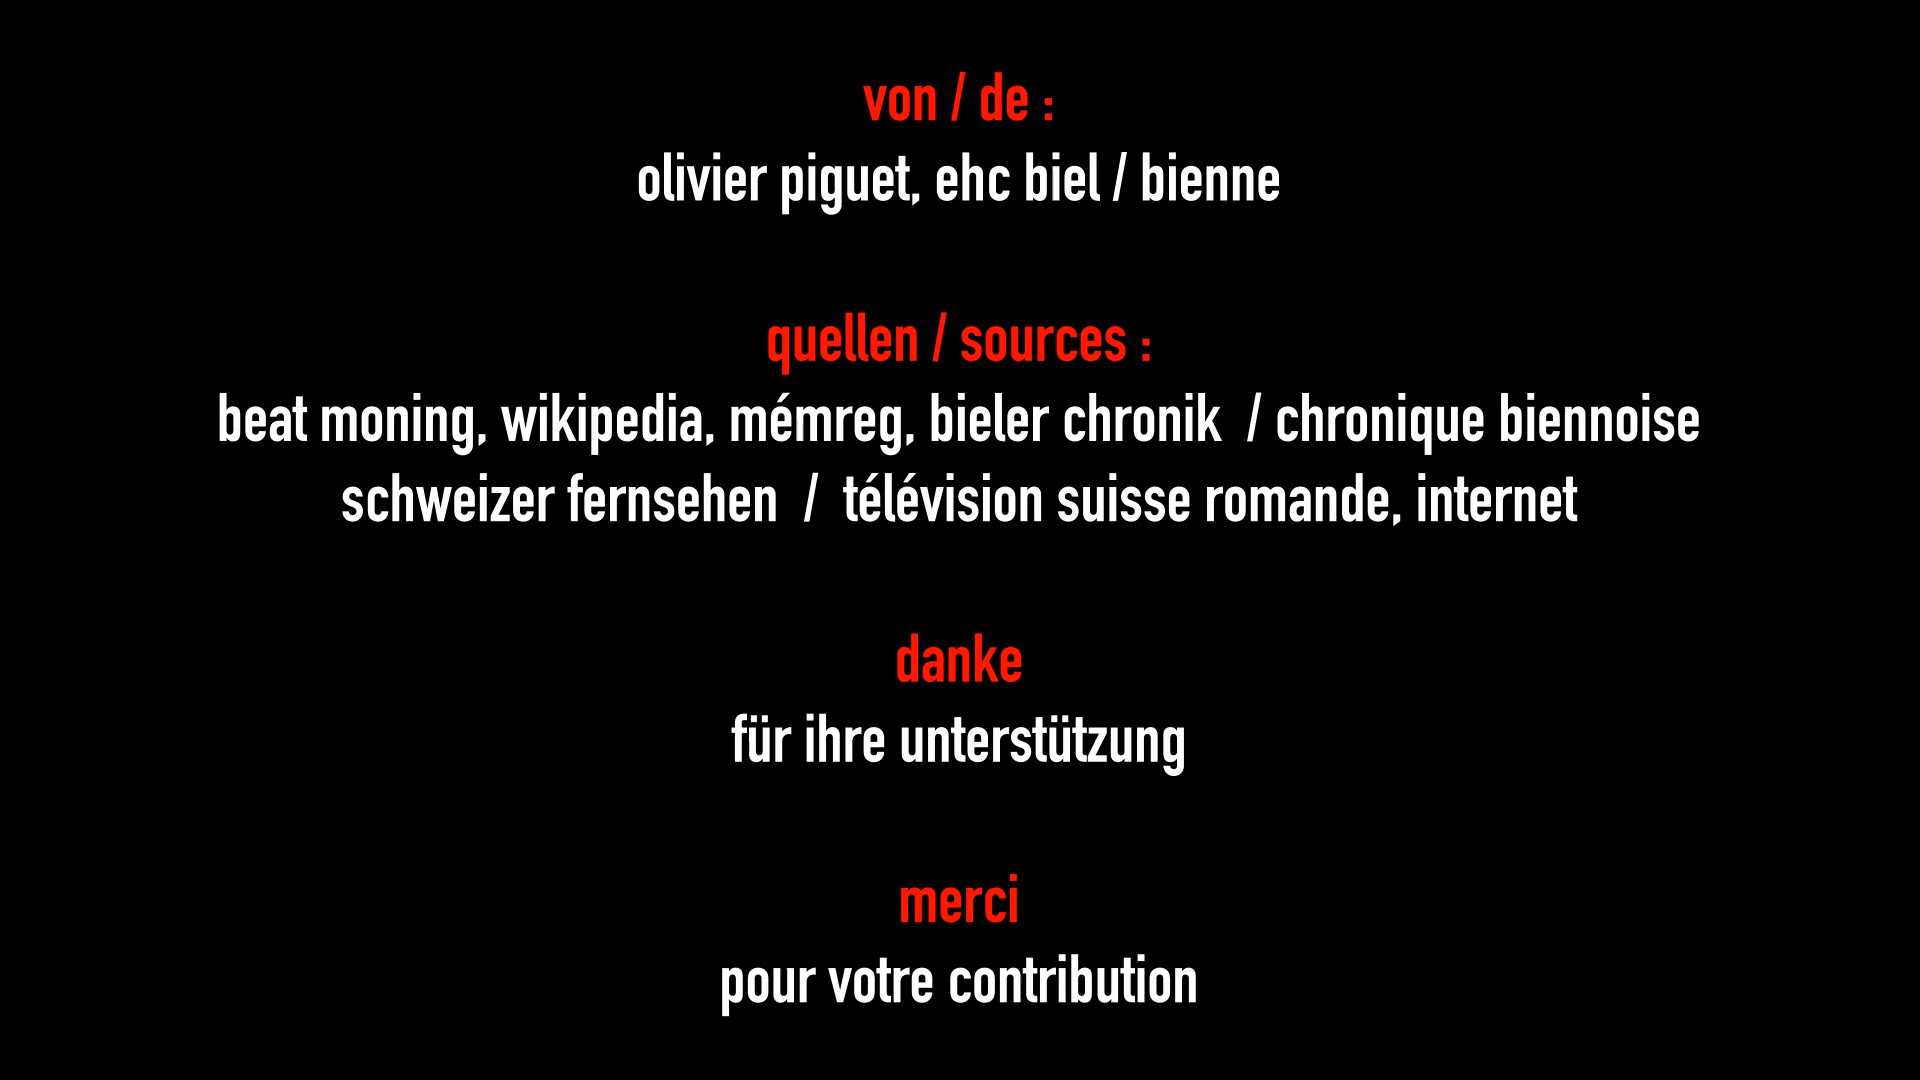 von / de :
olivier piguet, ehc biel / bienne
quellen / sources :
beat moning, wikipedia, mémreg, bieler chronik / chronique biennoise
schweizer fernsehen / télévision suisse romande, internet
danke
für ihre unterstützung
merci
pour votre contribution